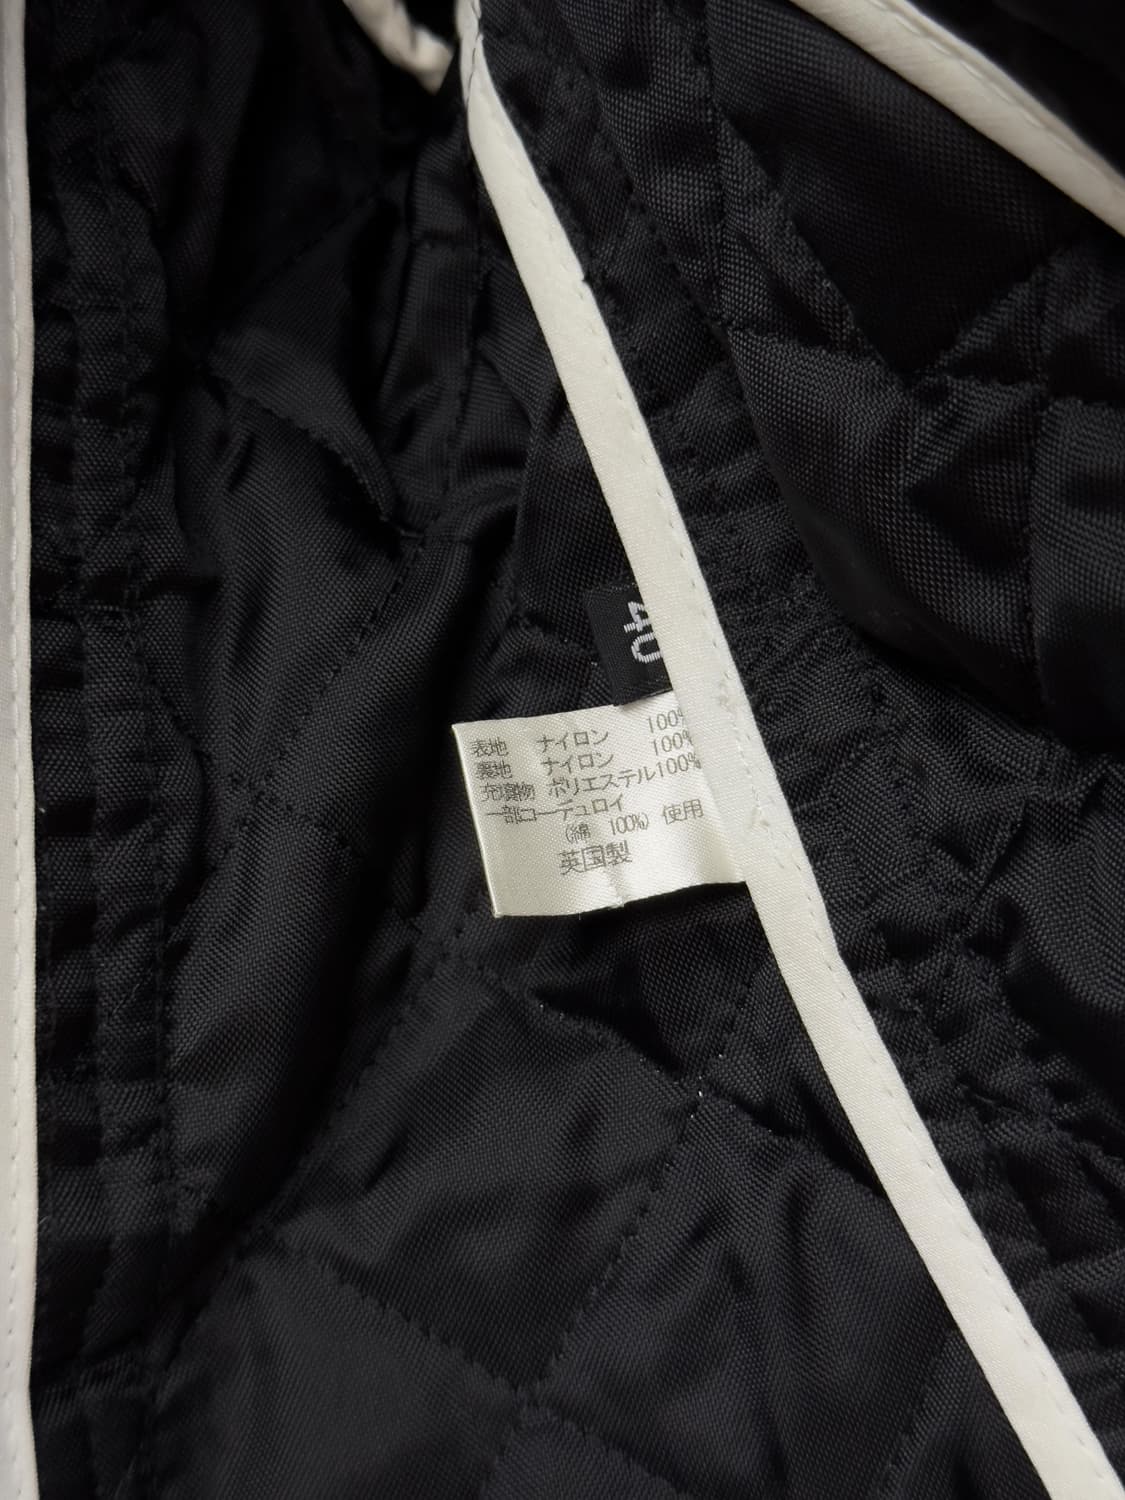 40
表地 ナイロン 100%
裏地 ナイロン 100%
充填物 ポリエステル100%
一部コーデュロイ
(綿 100%) 使用
英国製